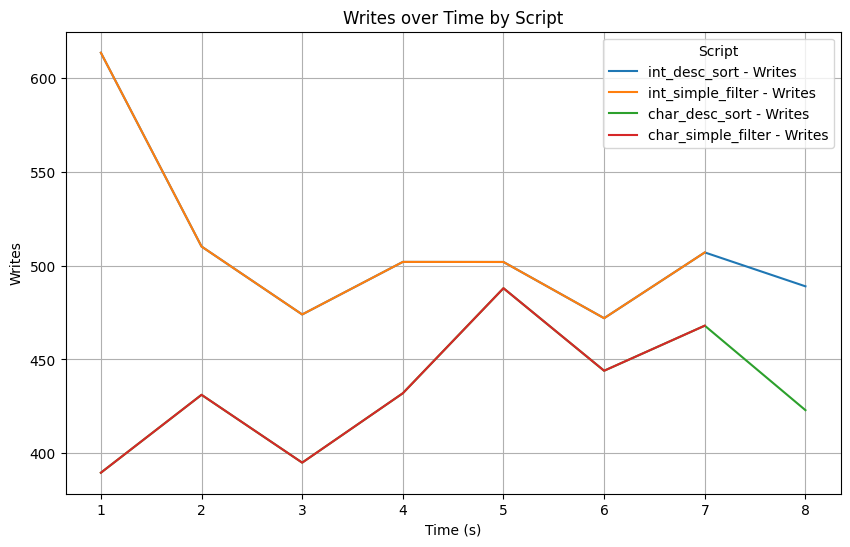 Writes over Time by Script
Script
int_desc_sort - Writes
int_simple_filter - Writes
char_desc_sort - Writes
char_simple_filter - Writes
Writes
600
550
500
450
400
1 2 3 4 5 6 7 8
Time (s)